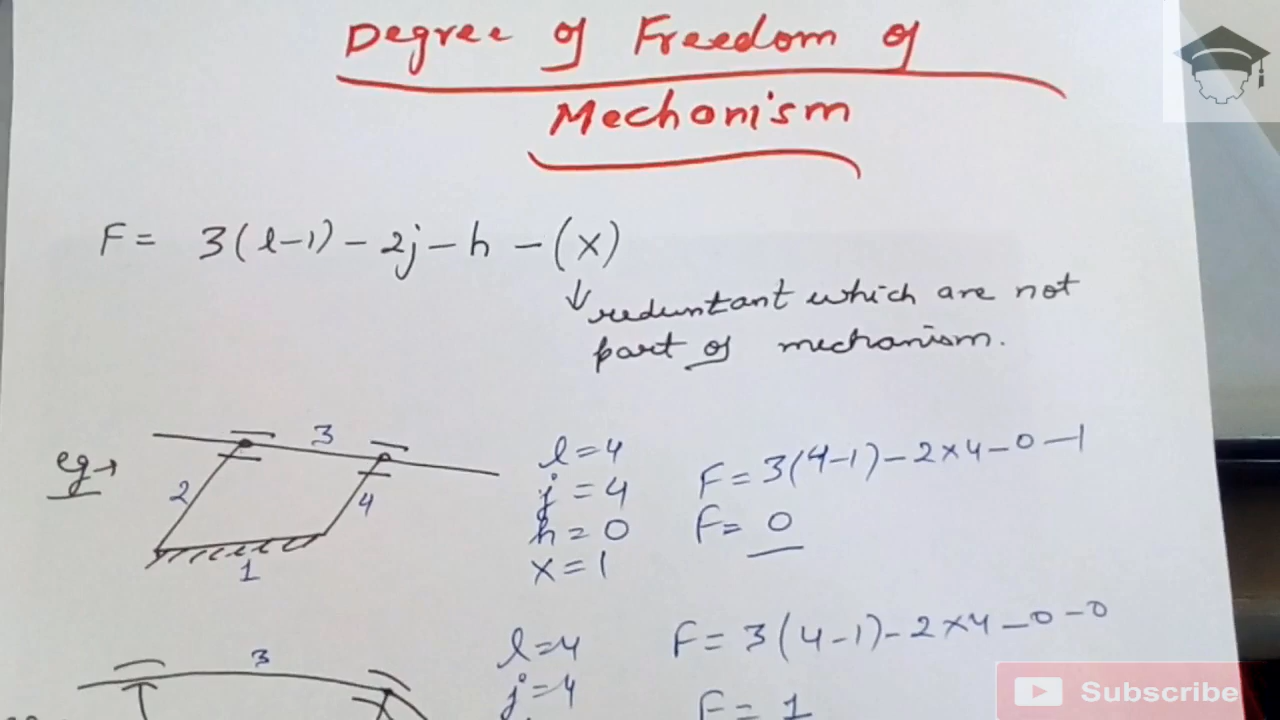 Degree of Freedom of
Mechanism
F = 3(l-1) - 2j - h - (x)
↓ reduntant which are not
part of mechanism.
eg→
3
2
4
1
l=4
j=4
h=0
x=1
F=3(4-1)-2×4-0-1
F= 0
3
l=4
j=4
F=3(4-1)-2×4-0-0
F= 1
Subscribe